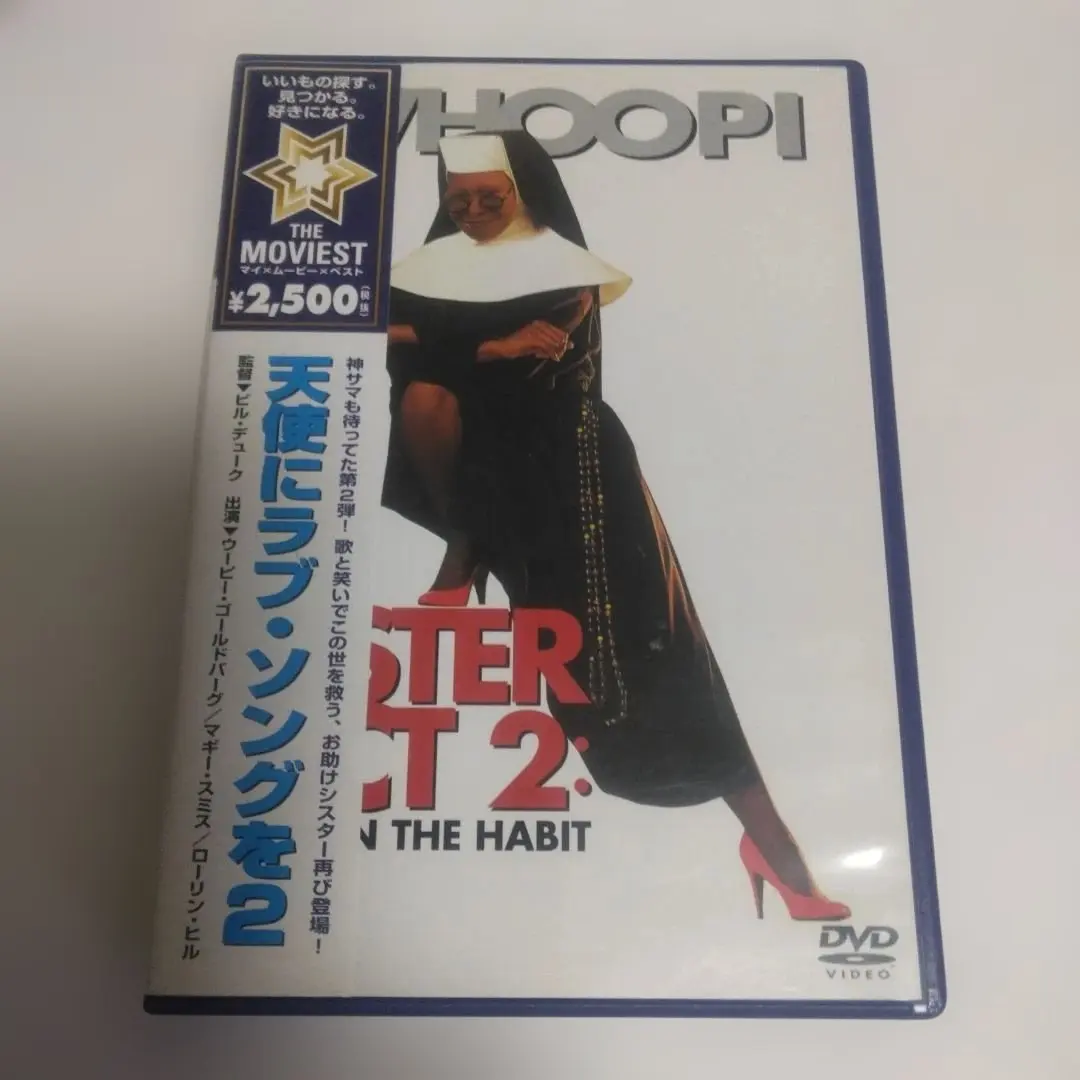 いいもの探す。
見つかる。
好きになる。
THE
MOVIEST
マイ×ムービー×ベスト
¥2,500(税抜)
WHOOPI
神サマも待ってた第2弾! 歌と笑いでこの世を救う、お助けシスター再び登場!
天使にラブ・ソングを2
監督▼ビル・デューク 出演▼ウーピー・ゴールドバーグ/マギー・スミス/ローリン・ヒル
STER
CT 2:
N THE HABIT
DVD
VIDEO